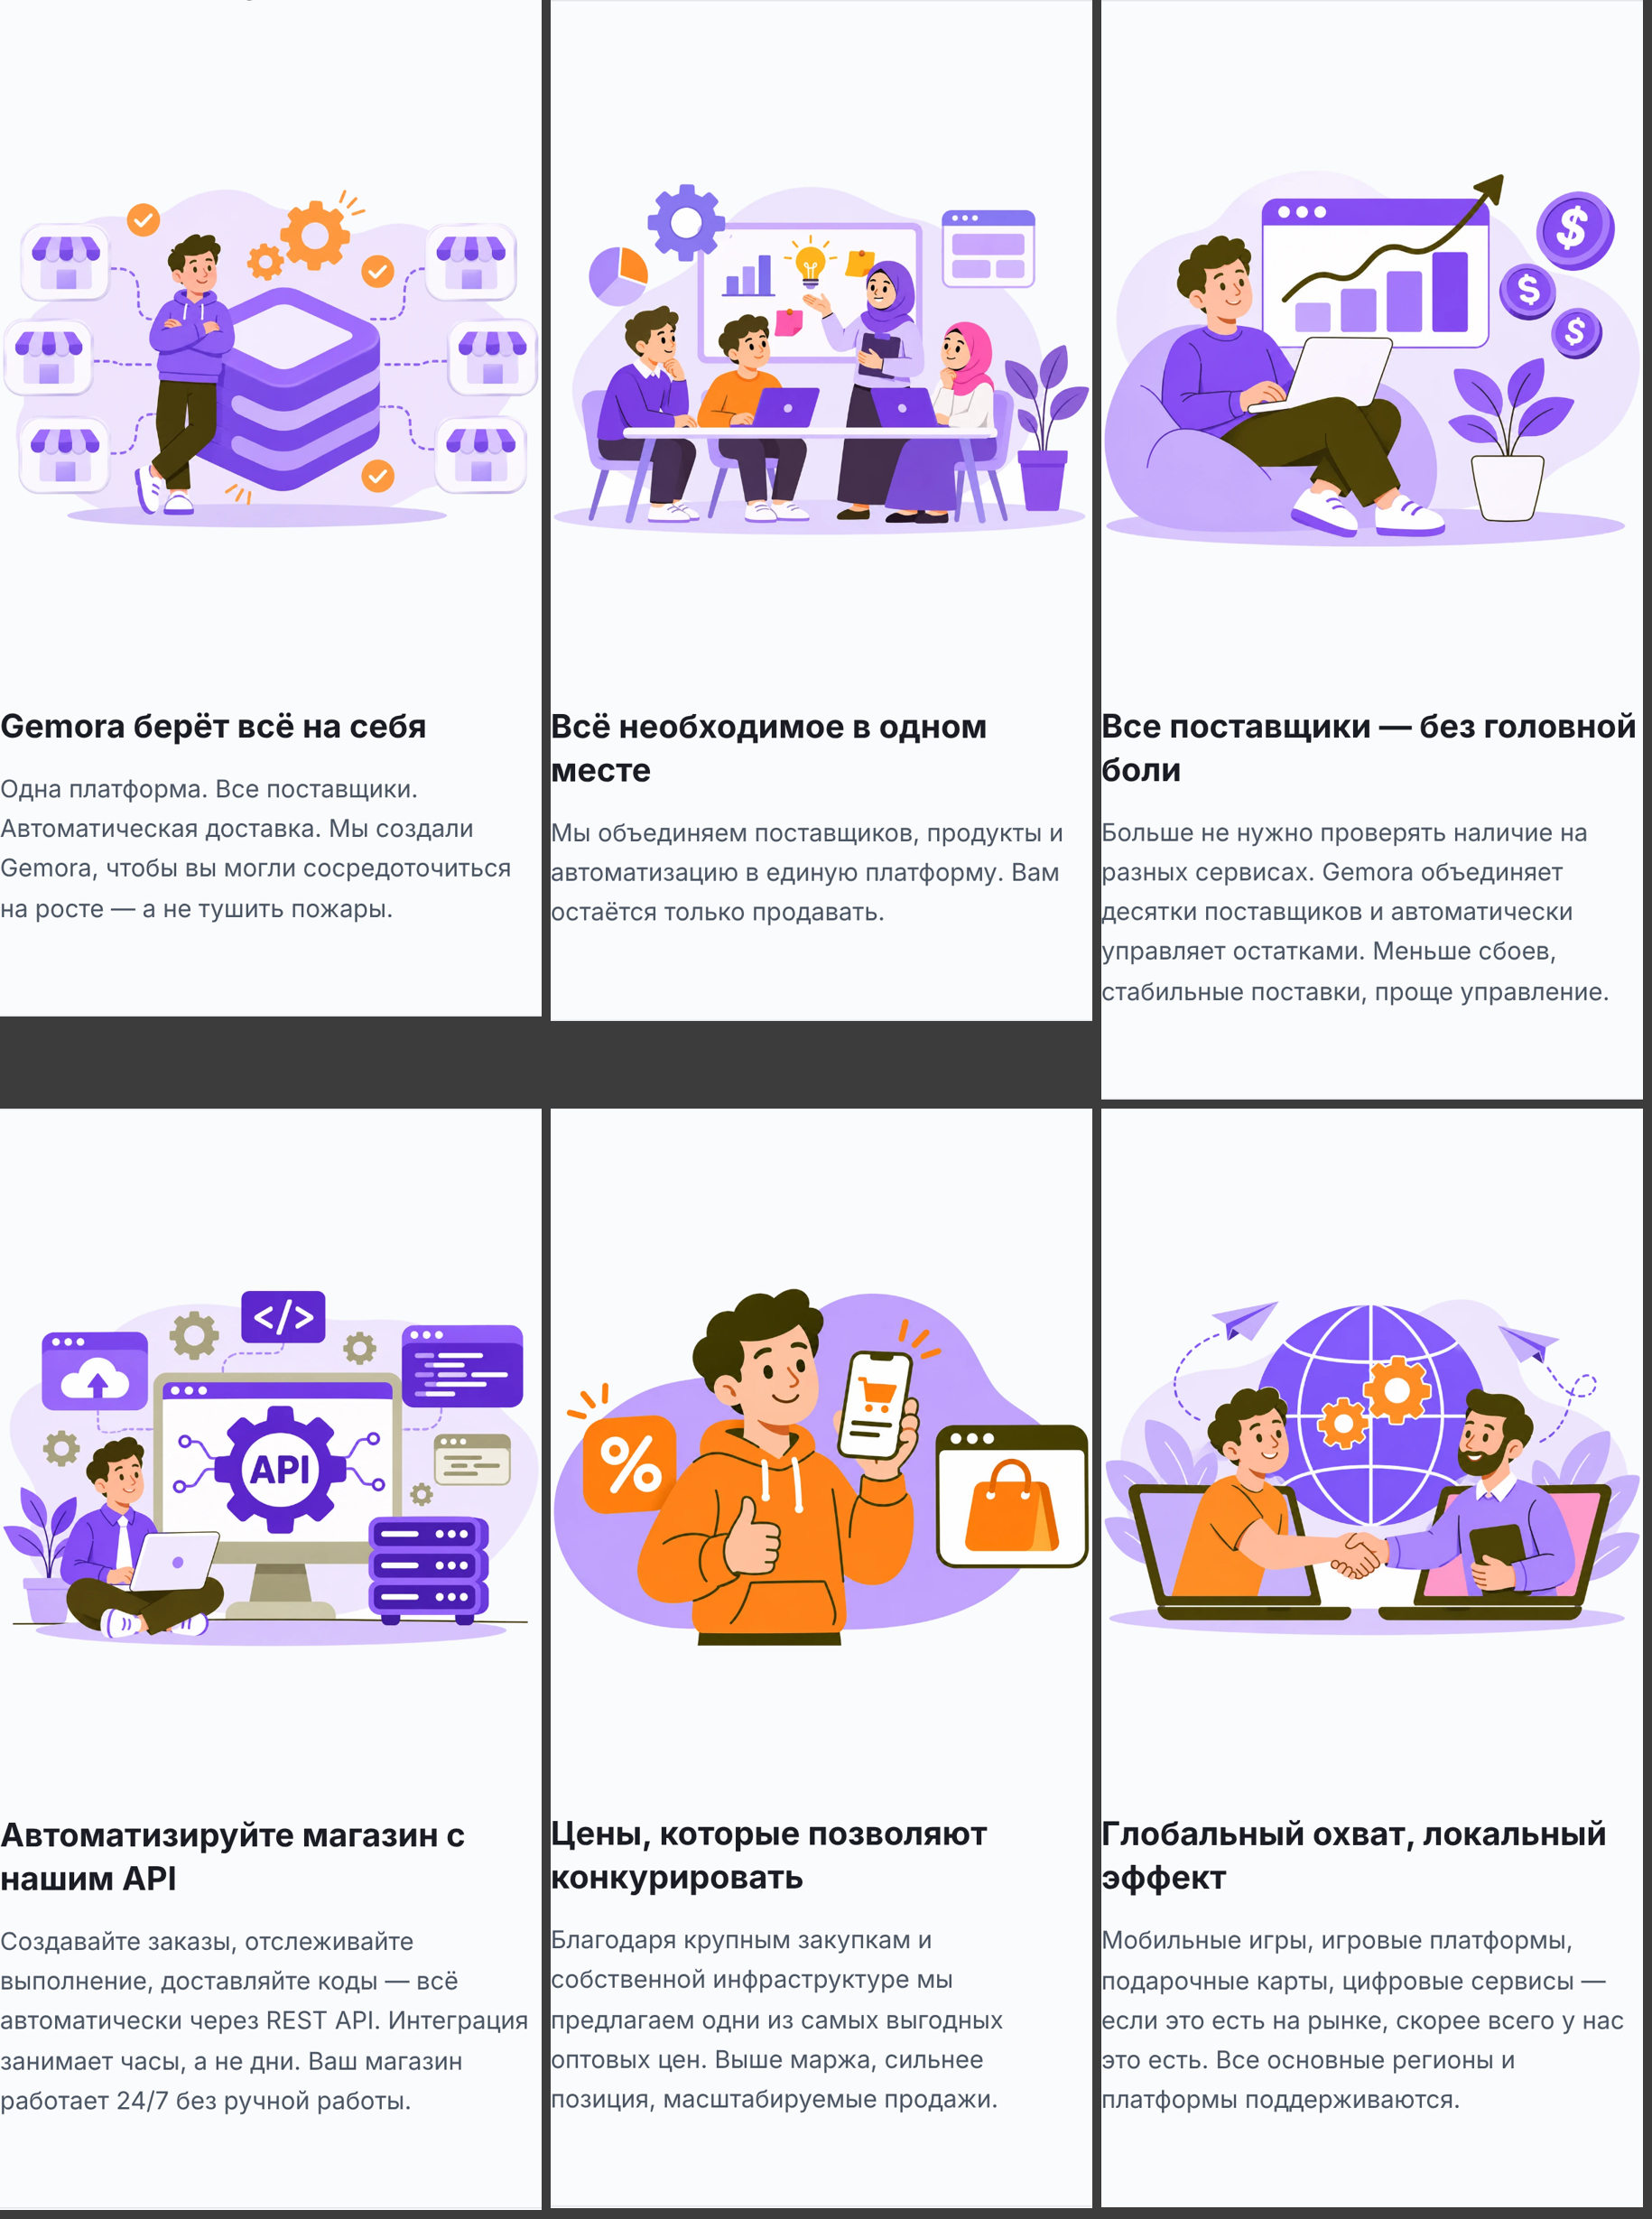 Gemora берёт всё на себя
Одна платформа. Все поставщики.
Автоматическая доставка. Мы создали
Gemora, чтобы вы могли сосредоточиться
на росте — а не тушить пожары.
$
$
$
Всё необходимое в одном
месте
Мы объединяем поставщиков, продукты и
автоматизацию в единую платформу. Вам
остаётся только продавать.
Все поставщики — без головной
боли
Больше не нужно проверять наличие на
разных сервисах. Gemora объединяет
десятки поставщиков и автоматически
управляет остатками. Меньше сбоев,
стабильные поставки, проще управление.
</>
API
Автоматизируйте магазин с
нашим API
Создавайте заказы, отслеживайте
выполнение, доставляйте коды — всё
автоматически через REST API. Интеграция
занимает часы, а не дни. Ваш магазин
работает 24/7 без ручной работы.
%
Цены, которые позволяют
конкурировать
Благодаря крупным закупкам и
собственной инфраструктуре мы
предлагаем одни из самых выгодных
оптовых цен. Выше маржа, сильнее
позиция, масштабируемые продажи.
Глобальный охват, локальный
эффект
Мобильные игры, игровые платформы,
подарочные карты, цифровые сервисы —
если это есть на рынке, скорее всего у нас
это есть. Все основные регионы и
платформы поддерживаются.